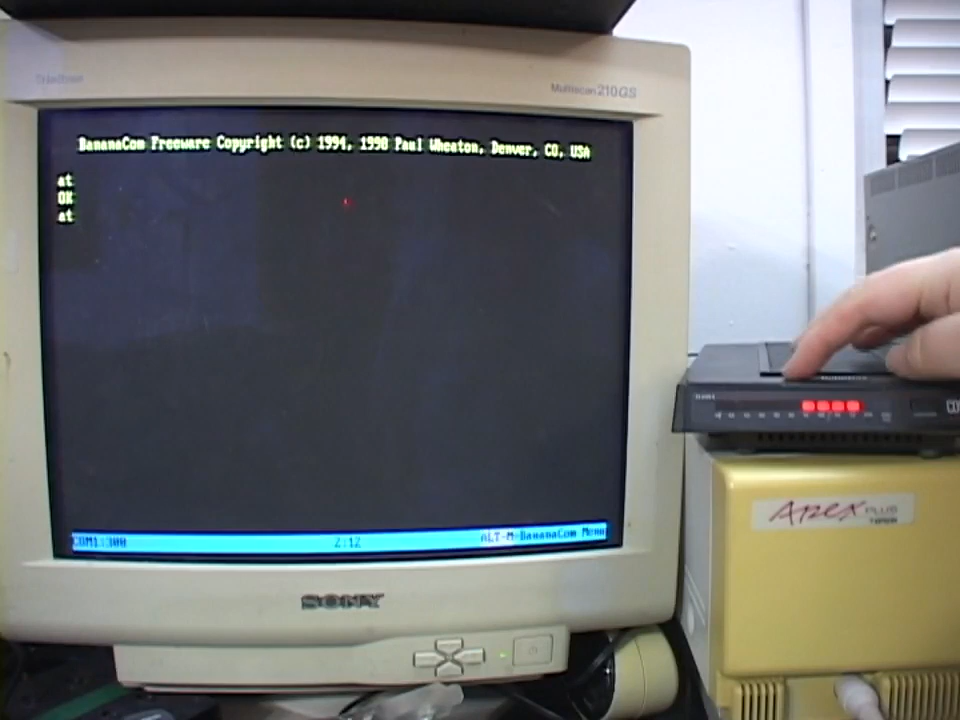 Trinitron
Multiscan 210GS
BananaCom Freeware Copyright (c) 1994, 1998 Paul Wheaton, Denver, CO, USA
at
OK
at
COM1:300 2:12 ALT-M-BananaCom Menu
SONY
Apex PLUS